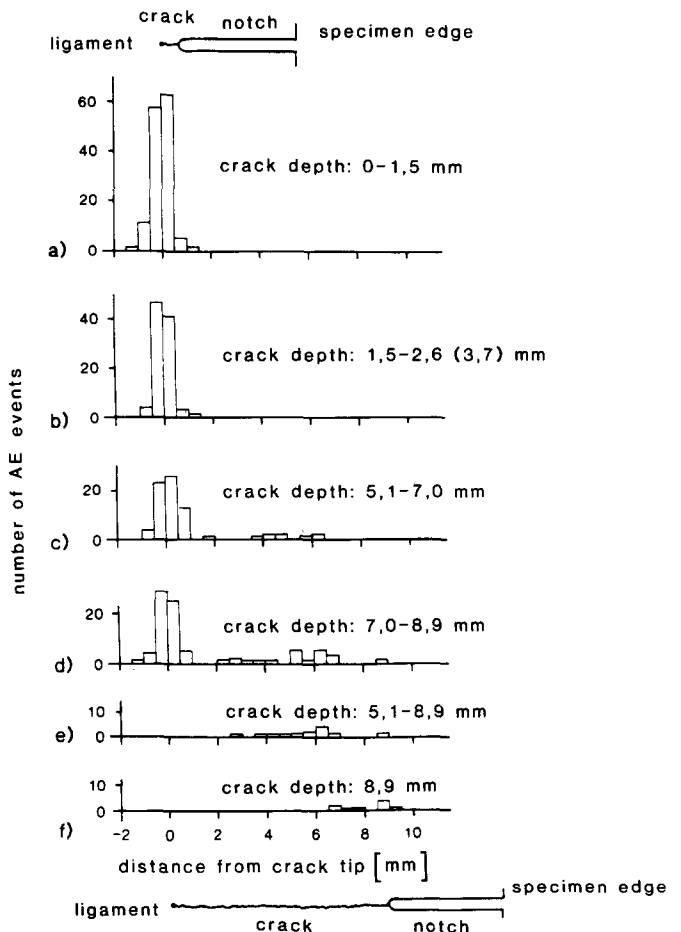 crack notch
ligament specimen edge
60
40
20
0
a)
crack depth: 0-1,5 mm
40
20
0
b)
crack depth: 1,5-2,6 (3,7) mm
number of AE events
20
0
c)
crack depth: 5,1-7,0 mm
20
0
d)
crack depth: 7,0-8,9 mm
10
0
e)
crack depth: 5,1-8,9 mm
10
0
f)
crack depth: 8,9 mm
-2 0 2 4 6 8 10
distance from crack tip [mm]
specimen edge
ligament
crack notch